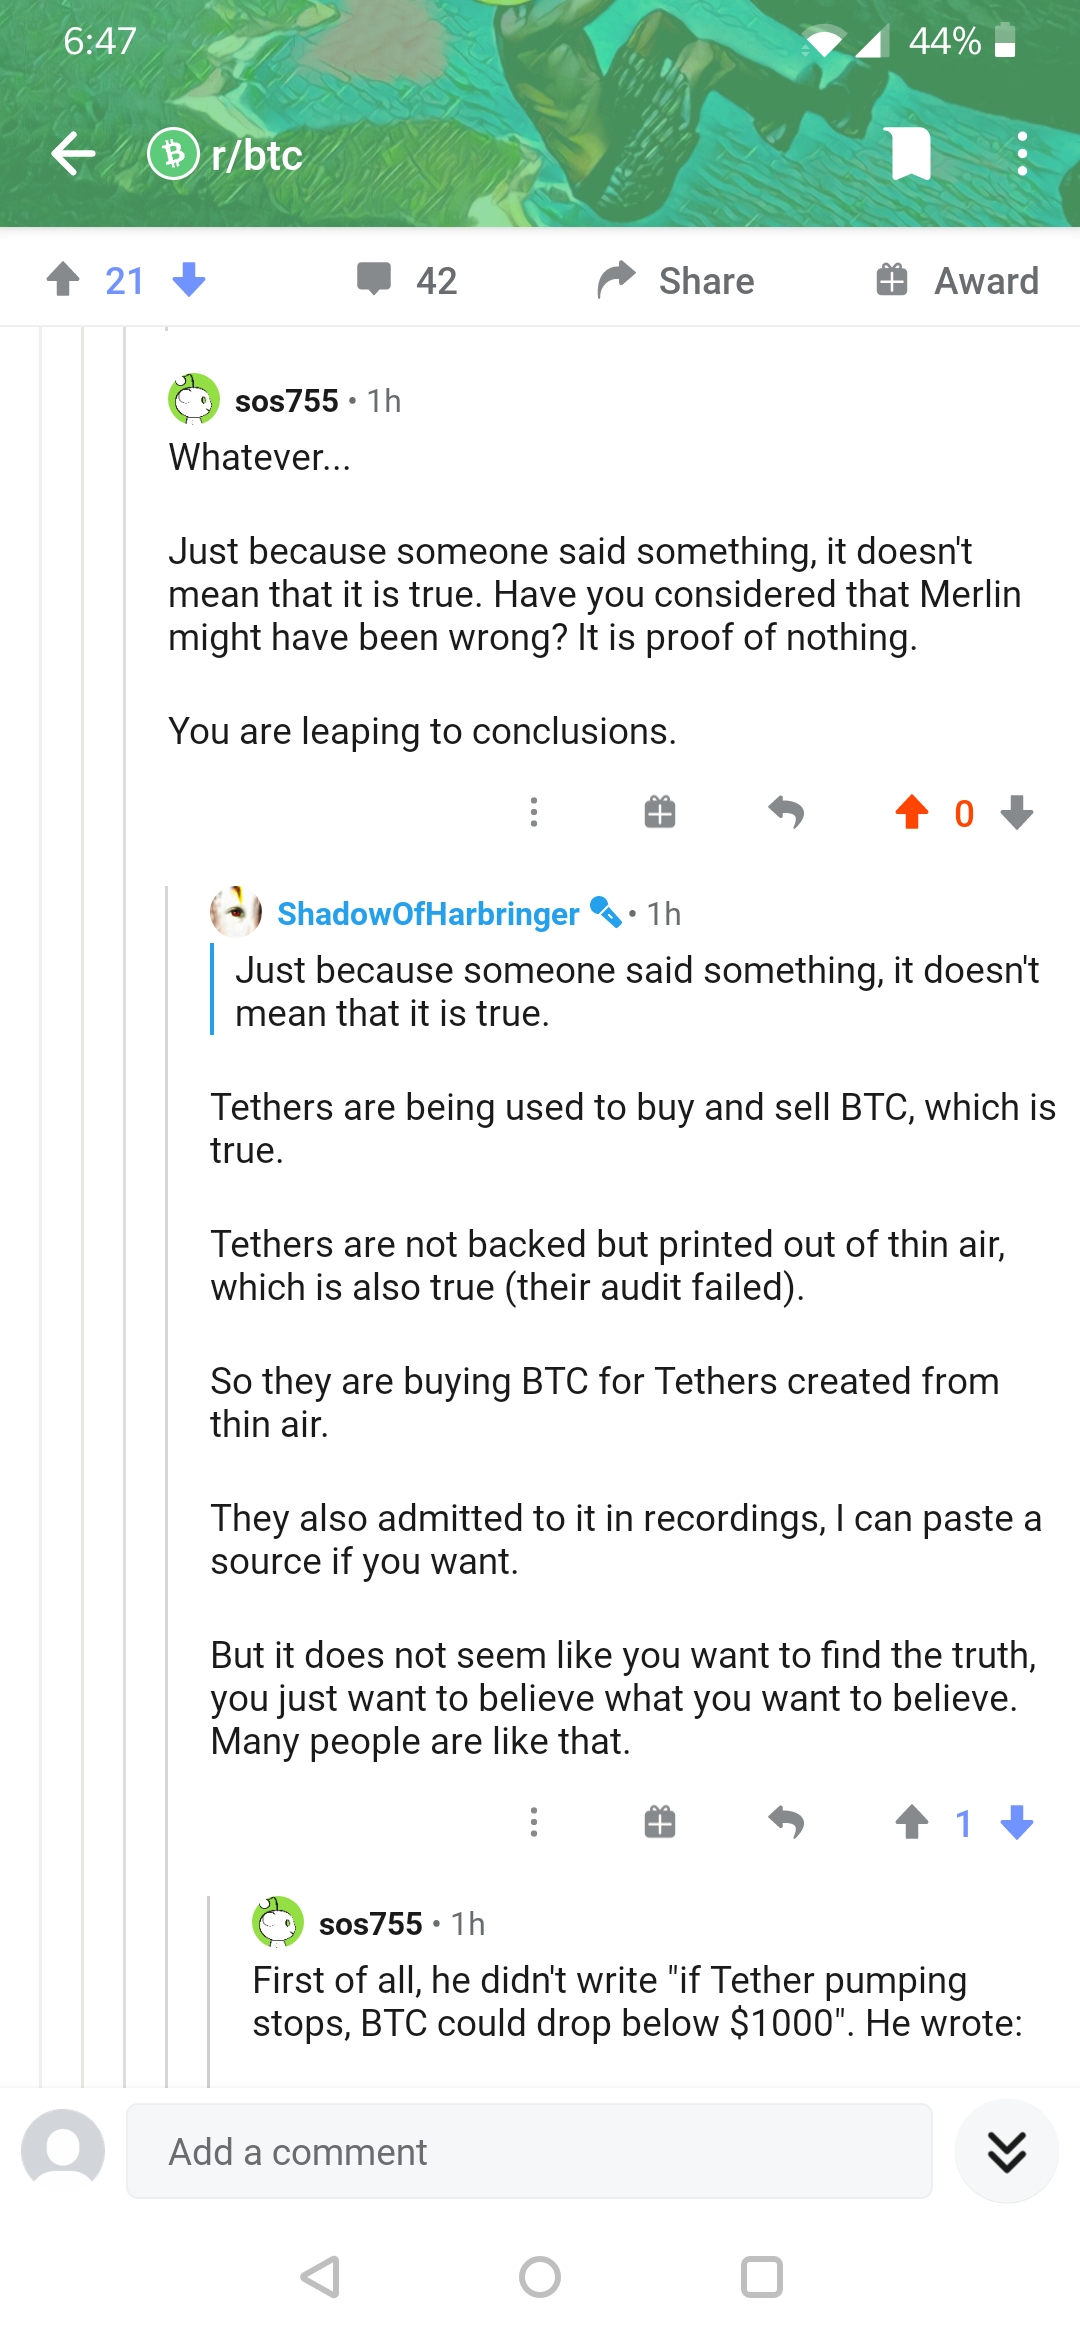 6:47
44%
r/btc
21
42
Share
Award
sos755 • 1h
Whatever...
Just because someone said something, it doesn't
mean that it is true. Have you considered that Merlin
might have been wrong? It is proof of nothing.
You are leaping to conclusions.
0
ShadowOfHarbringer • 1h
Just because someone said something, it doesn't
mean that it is true.
Tethers are being used to buy and sell BTC, which is
true.
Tethers are not backed but printed out of thin air,
which is also true (their audit failed).
So they are buying BTC for Tethers created from
thin air.
They also admitted to it in recordings, I can paste a
source if you want.
But it does not seem like you want to find the truth,
you just want to believe what you want to believe.
Many people are like that.
1
sos755 • 1h
First of all, he didn't write "if Tether pumping
stops, BTC could drop below $1000". He wrote:
Add a comment